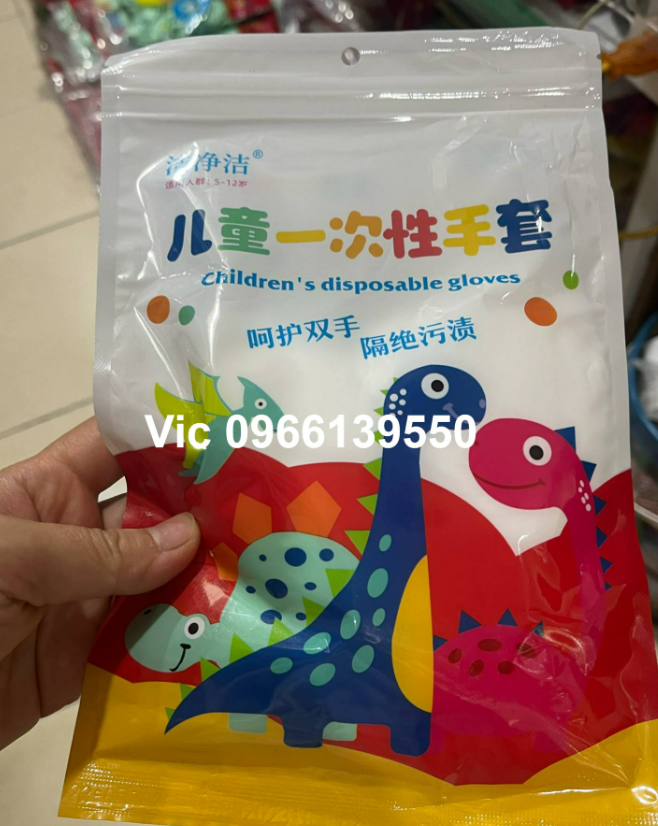 洁净洁®
适用人群：5-12岁
儿童一次性手套
Children's disposable gloves
呵护双手
隔绝污渍
Vic 0966139550